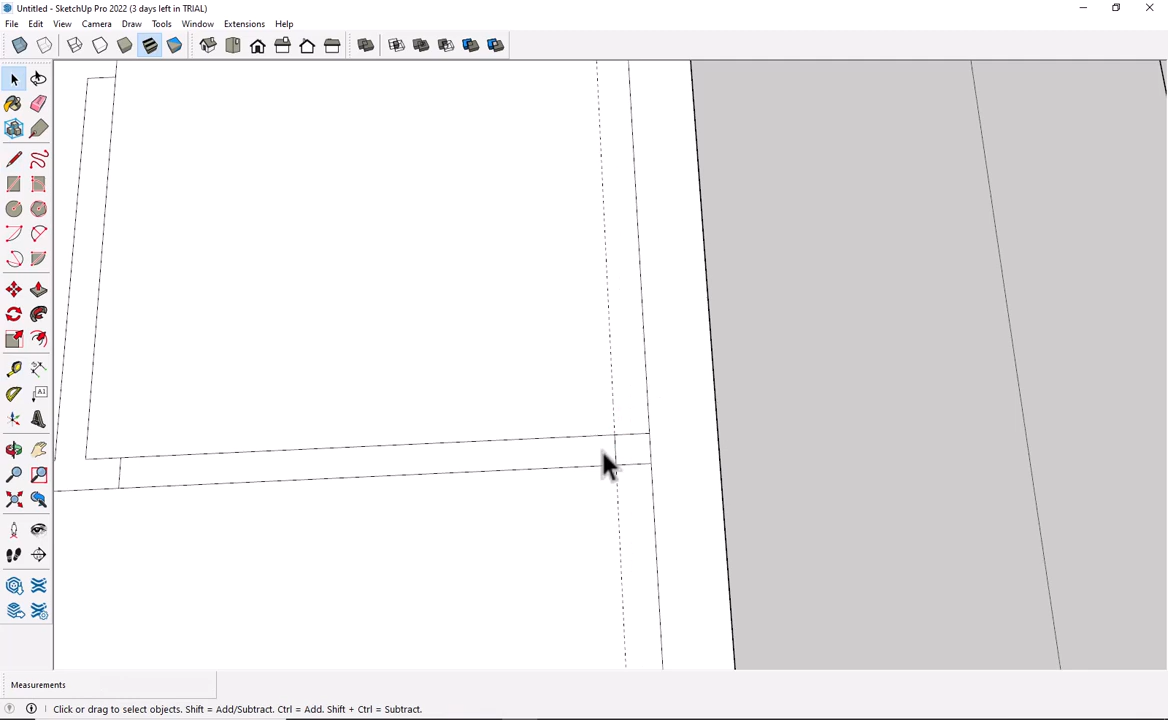 Untitled - SketchUp Pro 2022 (3 days left in TRIAL)
File Edit View Camera Draw Tools Window Extensions Help
A1
Measurements
Click or drag to select objects. Shift = Add/Subtract. Ctrl = Add. Shift + Ctrl = Subtract.